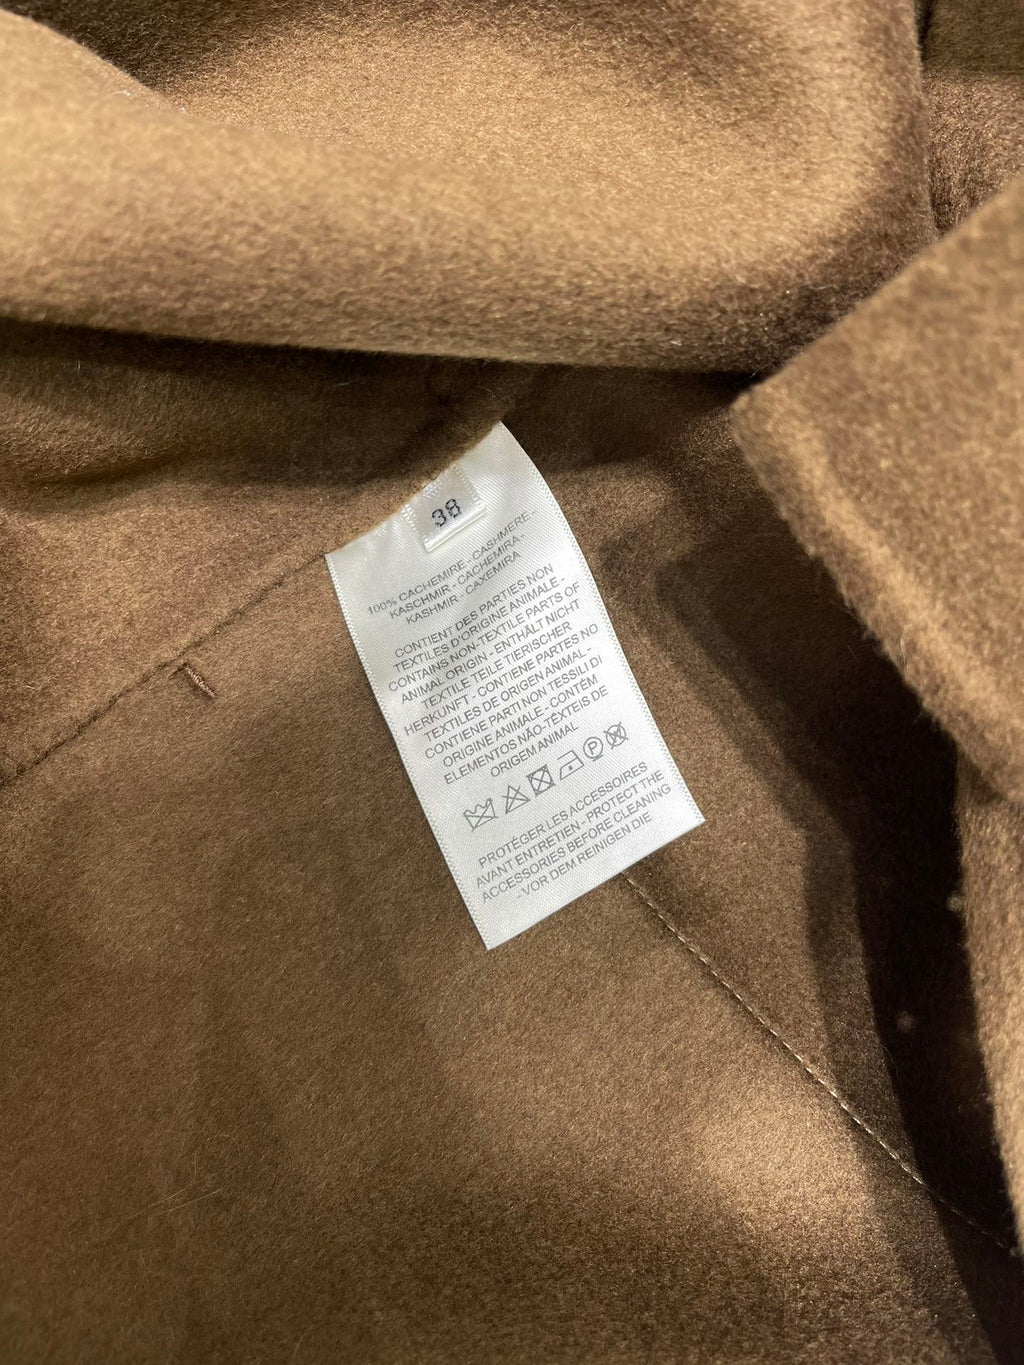 38
100% CACHEMIRE - CASHMERE -
KASCHMIR - CACHEMIRA -
KASHMIR - CAXEMIRA
CONTIENT DES PARTIES NON
TEXTILES D'ORIGINE ANIMALE -
CONTAINS NON-TEXTILE PARTS OF
ANIMAL ORIGIN - ENTHÄLT NICHT
TEXTILE TEILE TIERISCHER
HERKUNFT - CONTIENE PARTES NO
TEXTILES DE ORIGEN ANIMAL -
CONTIENE PARTI NON TESSILI DI
ORIGINE ANIMALE - CONTÉM
ELEMENTOS NÃO-TÊXTEIS DE
ORIGEM ANIMAL
P
PROTÉGER LES ACCESSOIRES
AVANT ENTRETIEN - PROTECT THE
ACCESSORIES BEFORE CLEANING
- VOR DEM REINIGEN DIE